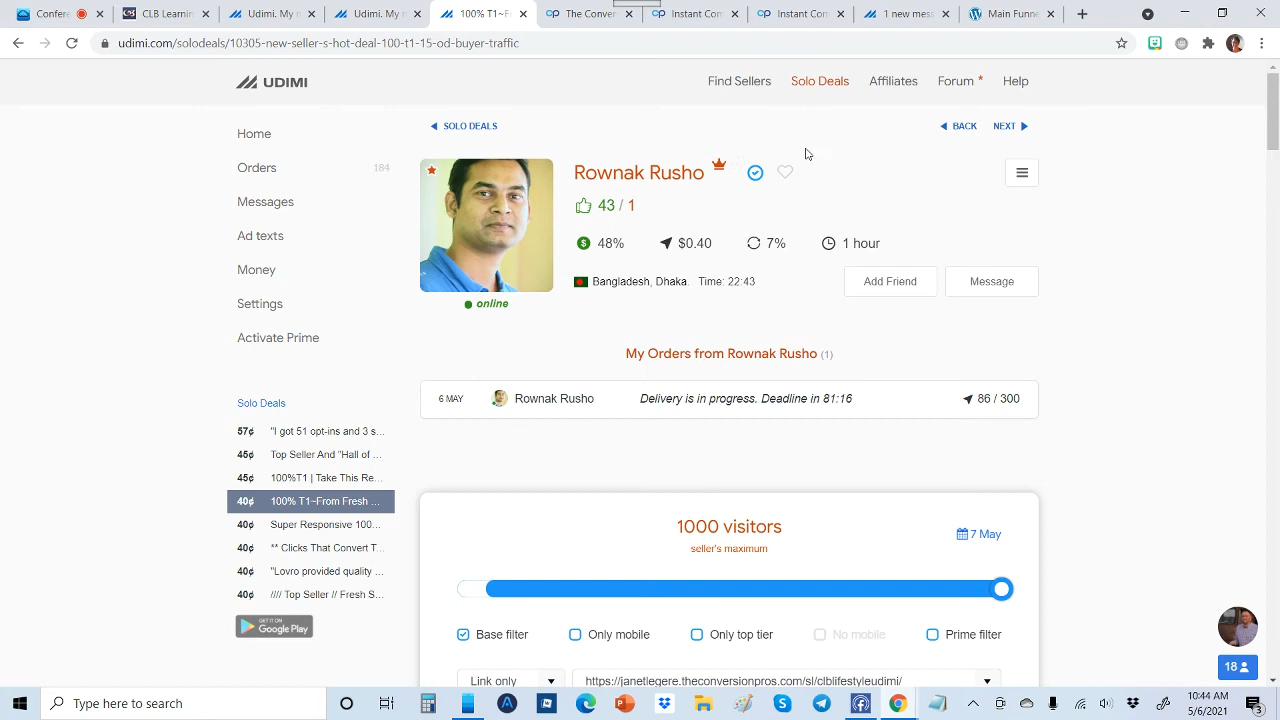 Conferen
CLB Learnin
Udimi - My
Udimi - My
100% T1~F
The Conver
Instant Con
Instant Con
1 new mess
Main Funne
udimi.com/solodeals/10305-new-seller-s-hot-deal-100-t1-15-od-buyer-traffic
UDIMI
Find Sellers Solo Deals Affiliates Forum * Help
SOLO DEALS
BACK NEXT
Home
Orders 184
Messages
Ad texts
Money
Settings
Activate Prime
Rownak Rusho
43 / 1
48% $0.40 7% 1 hour
Bangladesh, Dhaka. Time: 22:43
Add Friend Message
online
My Orders from Rownak Rusho (1)
6 MAY Rownak Rusho Delivery is in progress. Deadline in 81:16 86 / 300
Solo Deals
57¢ "I got 51 opt-ins and 3 s...
45¢ Top Seller And "Hall of ...
45¢ 100%T1 | Take This Re...
40¢ 100% T1~From Fresh ...
40¢ Super Responsive 100...
40¢ ** Clicks That Convert T...
40¢ "Lovro provided quality ...
40¢ //// Top Seller // Fresh S...
GET IT ON
Google Play
1000 visitors
seller's maximum
7 May
Base filter Only mobile Only top tier No mobile Prime filter
Link only https://janetlegere.theconversionpros.com/sl/clblifestyleudimi/
18
Type here to search
10:44 AM
5/6/2021
3